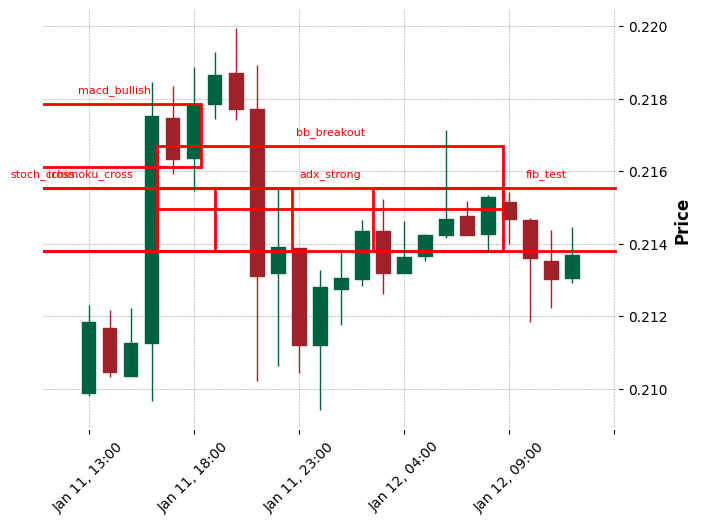 0.220
macd_bullish
0.218
bb_breakout
0.216
stoch_cross
ichimoku_cross
adx_strong
fib_test
0.214
Price
0.212
0.210
Jan 11, 13:00
Jan 11, 18:00
Jan 11, 23:00
Jan 12, 04:00
Jan 12, 09:00